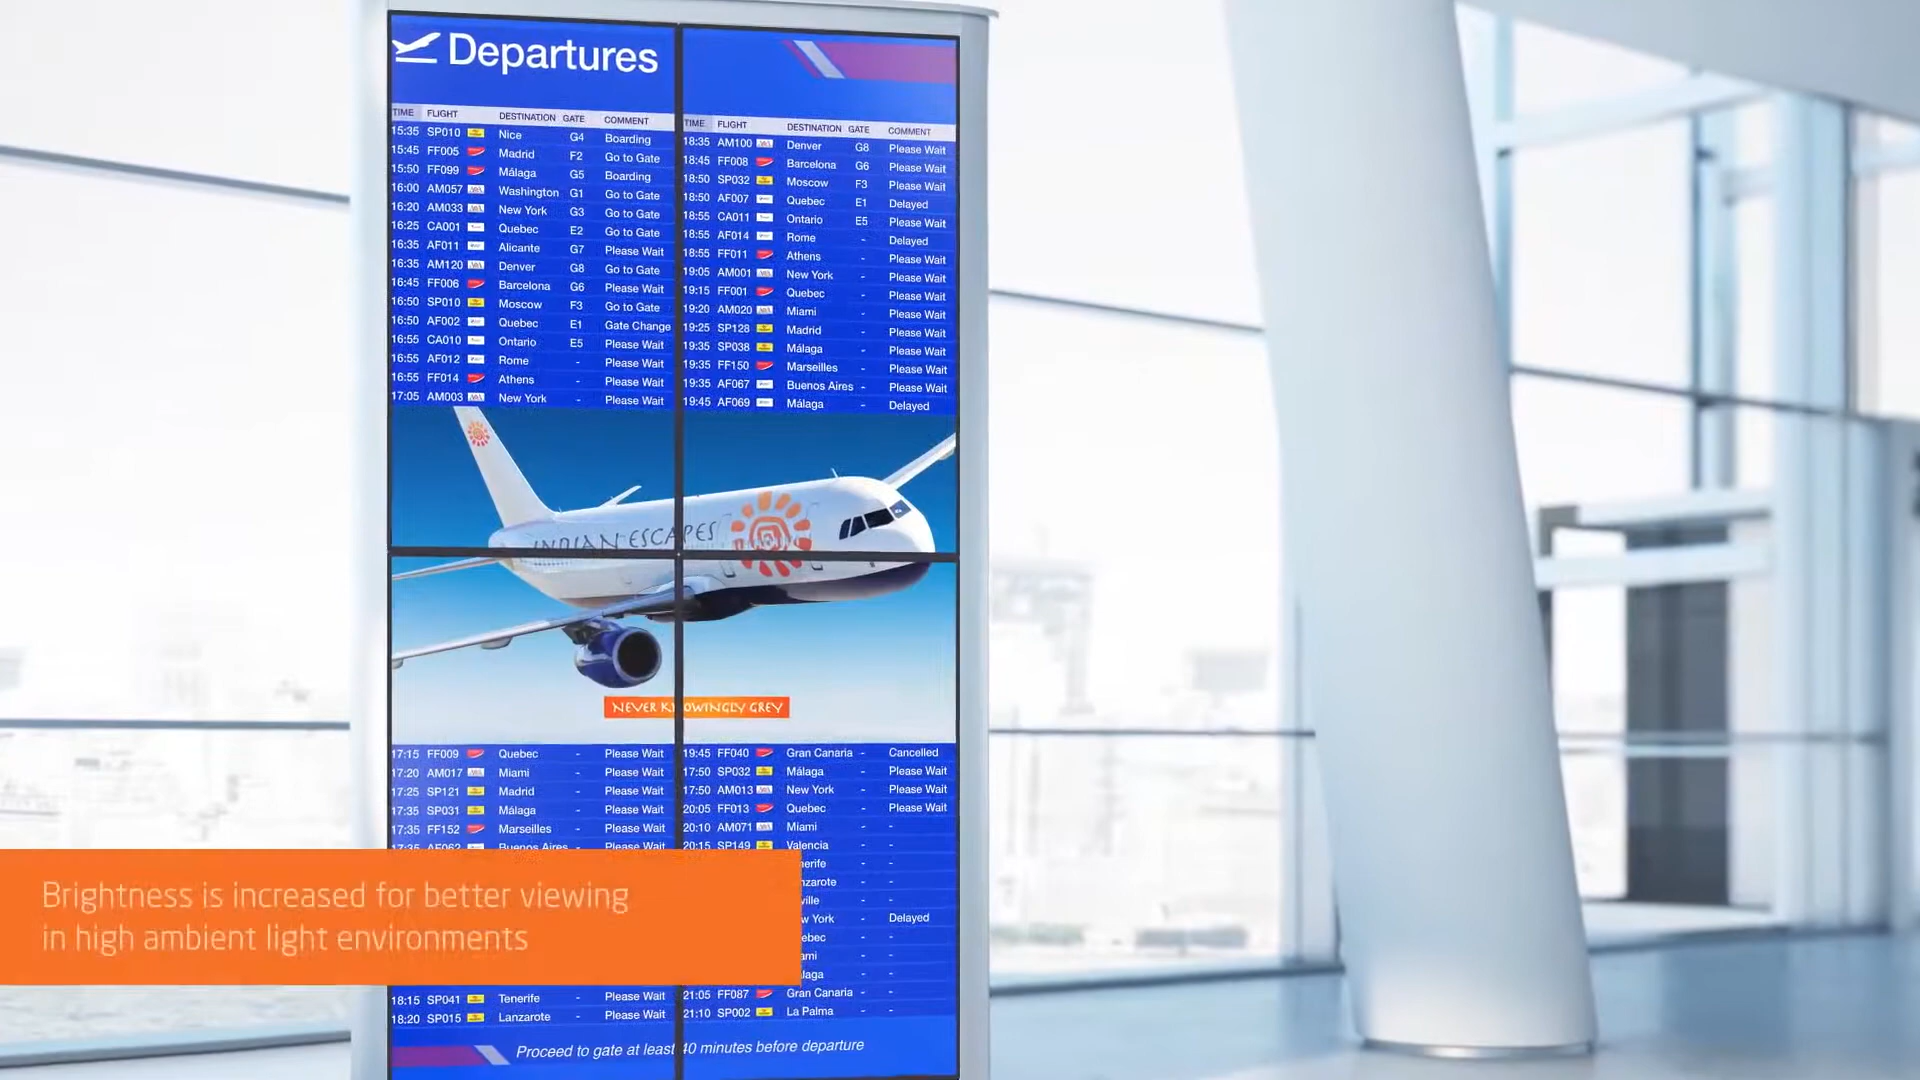 Departures
TIME FLIGHT DESTINATION GATE COMMENT
15:35 SP010 Nice G4 Boarding
15:45 FF005 Madrid F2 Go to Gate
15:50 FF099 Málaga G5 Boarding
16:00 AM057 Washington G1 Go to Gate
16:20 AM033 New York G3 Go to Gate
16:25 CA001 Quebec E2 Go to Gate
16:35 AF011 Alicante G7 Please Wait
16:35 AM120 Denver G8 Go to Gate
16:45 FF006 Barcelona G6 Please Wait
16:50 SP010 Moscow F3 Go to Gate
16:50 AF002 Quebec E1 Gate Change
16:55 CA010 Ontario E5 Please Wait
16:55 AF012 Rome - Please Wait
16:55 FF014 Athens - Please Wait
17:05 AM003 New York - Please Wait
TIME FLIGHT DESTINATION GATE COMMENT
18:35 AM100 Denver G8 Please Wait
18:45 FF008 Barcelona G6 Please Wait
18:50 SP032 Moscow F3 Please Wait
18:50 AF007 Quebec E1 Delayed
18:55 CA011 Ontario E5 Please Wait
18:55 AF014 Rome - Delayed
18:55 FF011 Athens - Please Wait
19:05 AM001 New York - Please Wait
19:15 FF001 Quebec - Please Wait
19:20 AM020 Miami - Please Wait
19:25 SP128 Madrid - Please Wait
19:35 SP038 Málaga - Please Wait
19:35 FF150 Marseilles - Please Wait
19:35 AF067 Buenos Aires - Please Wait
19:45 AF069 Málaga - Delayed
INDIAN ESCAPES
NEVER KNOWINGLY GREY
17:15 FF009 Quebec - Please Wait
17:20 AM017 Miami - Please Wait
17:25 SP121 Madrid - Please Wait
17:35 SP031 Málaga - Please Wait
17:35 FF152 Marseilles - Please Wait
17:35 AF062 Buenos Aires - Please Wait
18:15 SP041 Tenerife - Please Wait
18:20 SP015 Lanzarote - Please Wait
19:45 FF040 Gran Canaria - Cancelled
17:50 SP032 Málaga - Please Wait
17:50 AM013 New York - Please Wait
20:05 FF013 Quebec - Please Wait
20:10 AM071 Miami - -
20:15 SP149 Valencia - -
nerife - -
nzarote - -
ville - -
w York - Delayed
ebec - -
ami - -
álaga - -
21:05 FF087 Gran Canaria - -
21:10 SP002 La Palma - -
Proceed to gate at least 40 minutes before departure
Brightness is increased for better viewing
in high ambient light environments